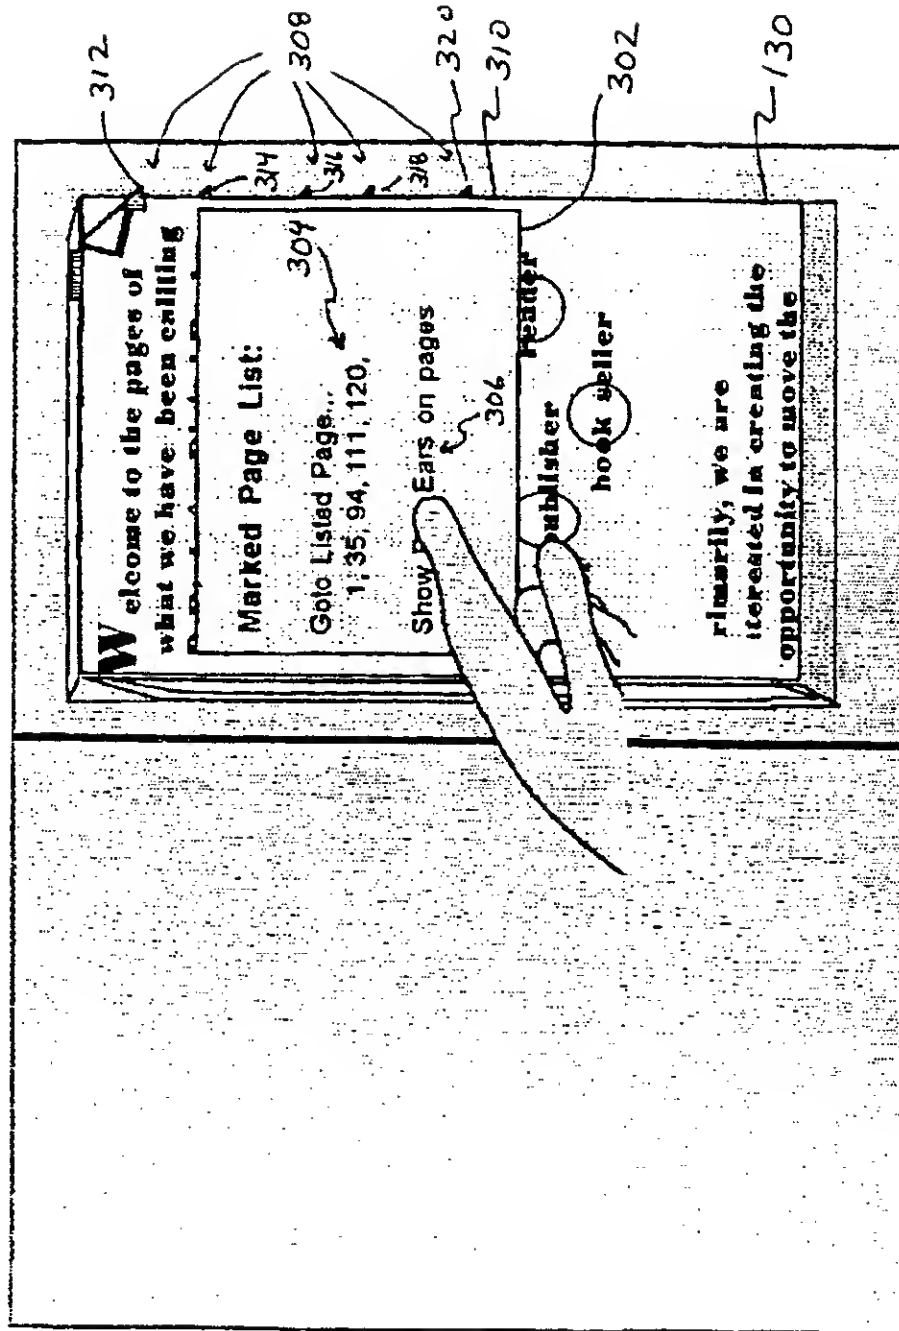 Welcome to the pages of
what we have been callling
Marked Page List:
Goto Listed Page...
1, 35, 94, 111, 120,
Show
Ears on pages
reader
publisher
book seller
rimarily, we are
itereated in creating the
opportunity to move the
312
308
314
316
318
320
310
304
306
302
130